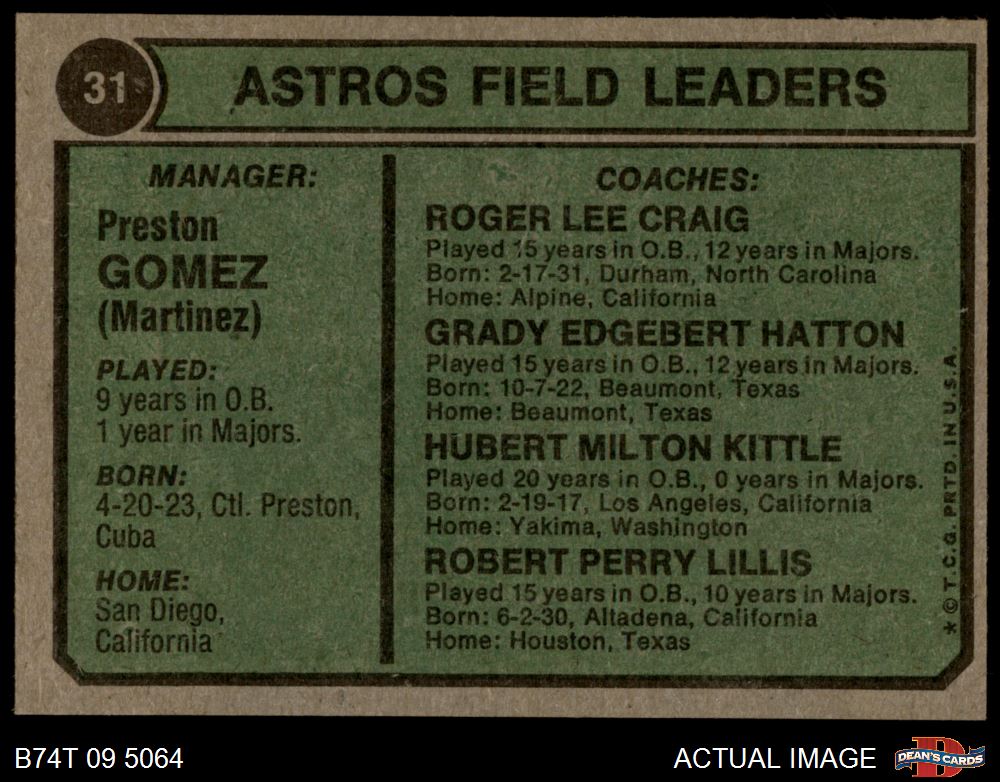 31
ASTROS FIELD LEADERS
MANAGER:
Preston
GOMEZ
(Martinez)
PLAYED:
9 years in O.B.
1 year in Majors.
BORN:
4-20-23, Ctl. Preston,
Cuba
HOME:
San Diego,
California
COACHES:
ROGER LEE CRAIG
Played 15 years in O.B., 12 years in Majors.
Born: 2-17-31, Durham, North Carolina
Home: Alpine, California
GRADY EDGEBERT HATTON
Played 15 years in O.B., 12 years in Majors.
Born: 10-7-22, Beaumont, Texas
Home: Beaumont, Texas
HUBERT MILTON KITTLE
Played 20 years in O.B., 0 years in Majors.
Born: 2-19-17, Los Angeles, California
Home: Yakima, Washington
ROBERT PERRY LILLIS
Played 15 years in O.B., 10 years in Majors.
Born: 6-2-30, Altadena, California
Home: Houston, Texas
* © T.C.G. PRTD. IN U.S.A.
B74T 09 5064
ACTUAL IMAGE
D
DEAN'S CARDS